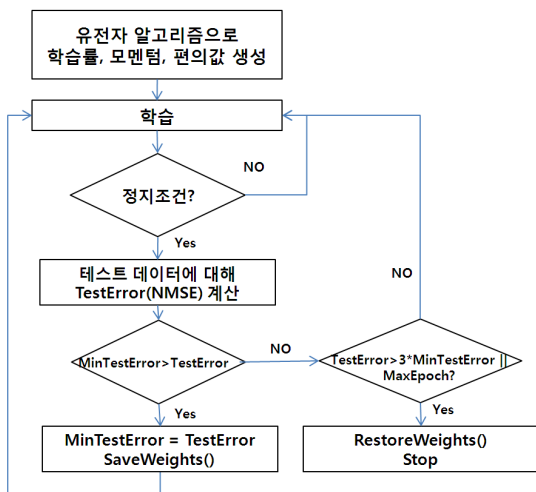 유전자 알고리즘으로
학습률, 모멘텀, 편의값 생성
학습
NO
정지조건?
Yes
테스트 데이터에 대해
TestError(NMSE) 계산
NO
MinTestError>TestError
NO
TestError>3*MinTestError ||
MaxEpoch?
Yes
Yes
MinTestError = TestError
SaveWeights()
RestoreWeights()
Stop